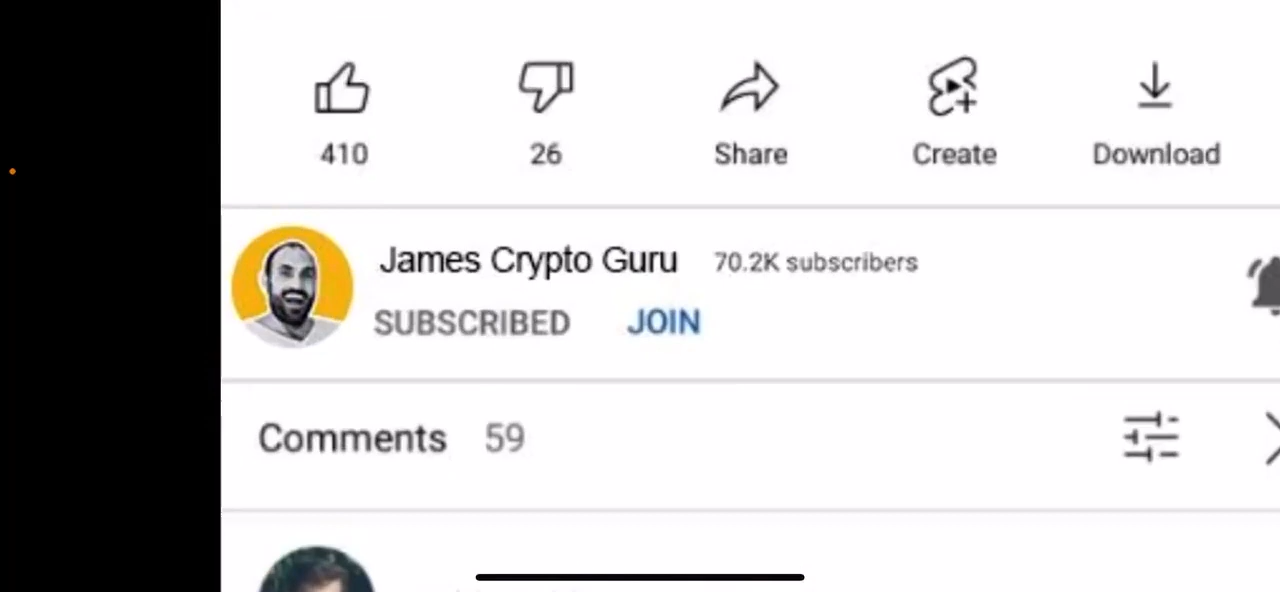 410 26 Share Create Download
James Crypto Guru 70.2K subscribers
SUBSCRIBED JOIN
Comments 59